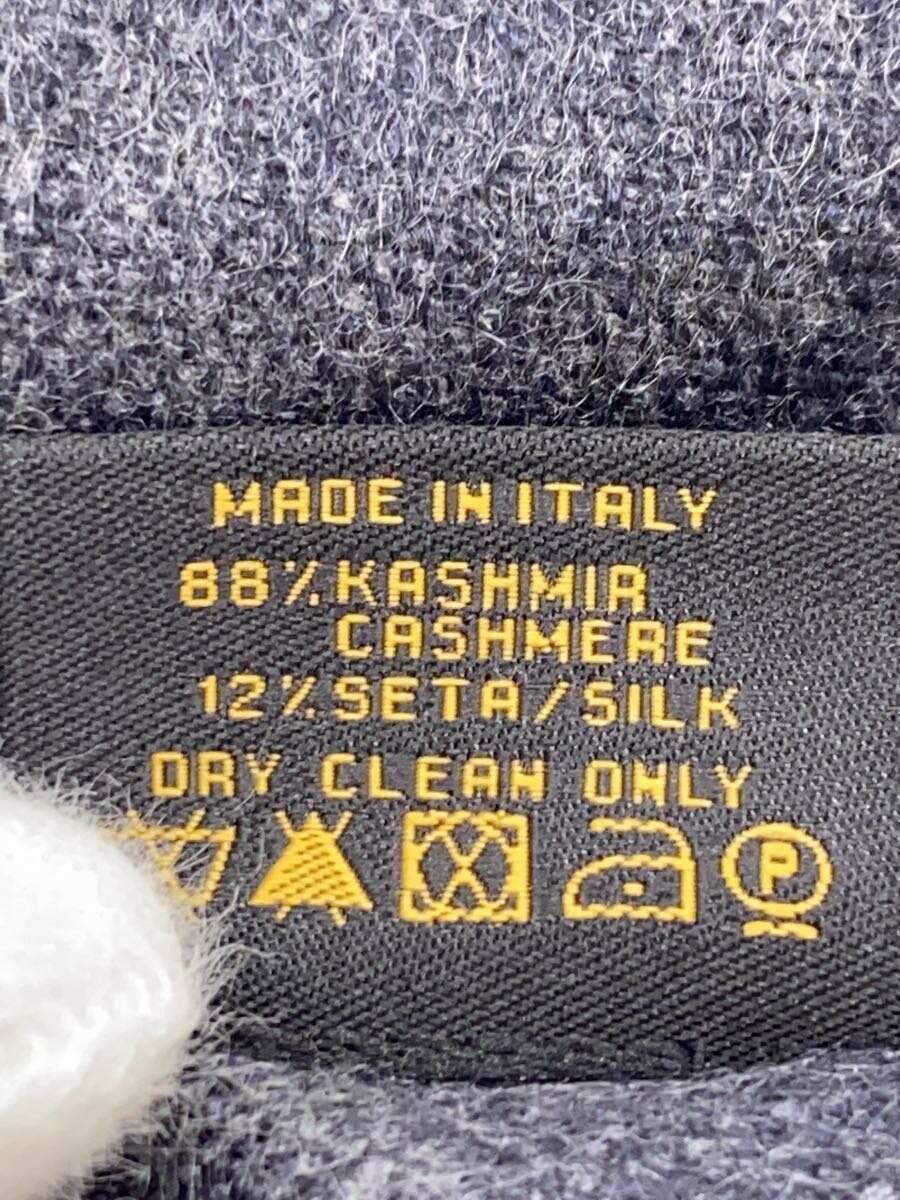 MADE IN ITALY
88% KASHMIR
CASHMERE
12% SETA/SILK
DRY CLEAN ONLY
P